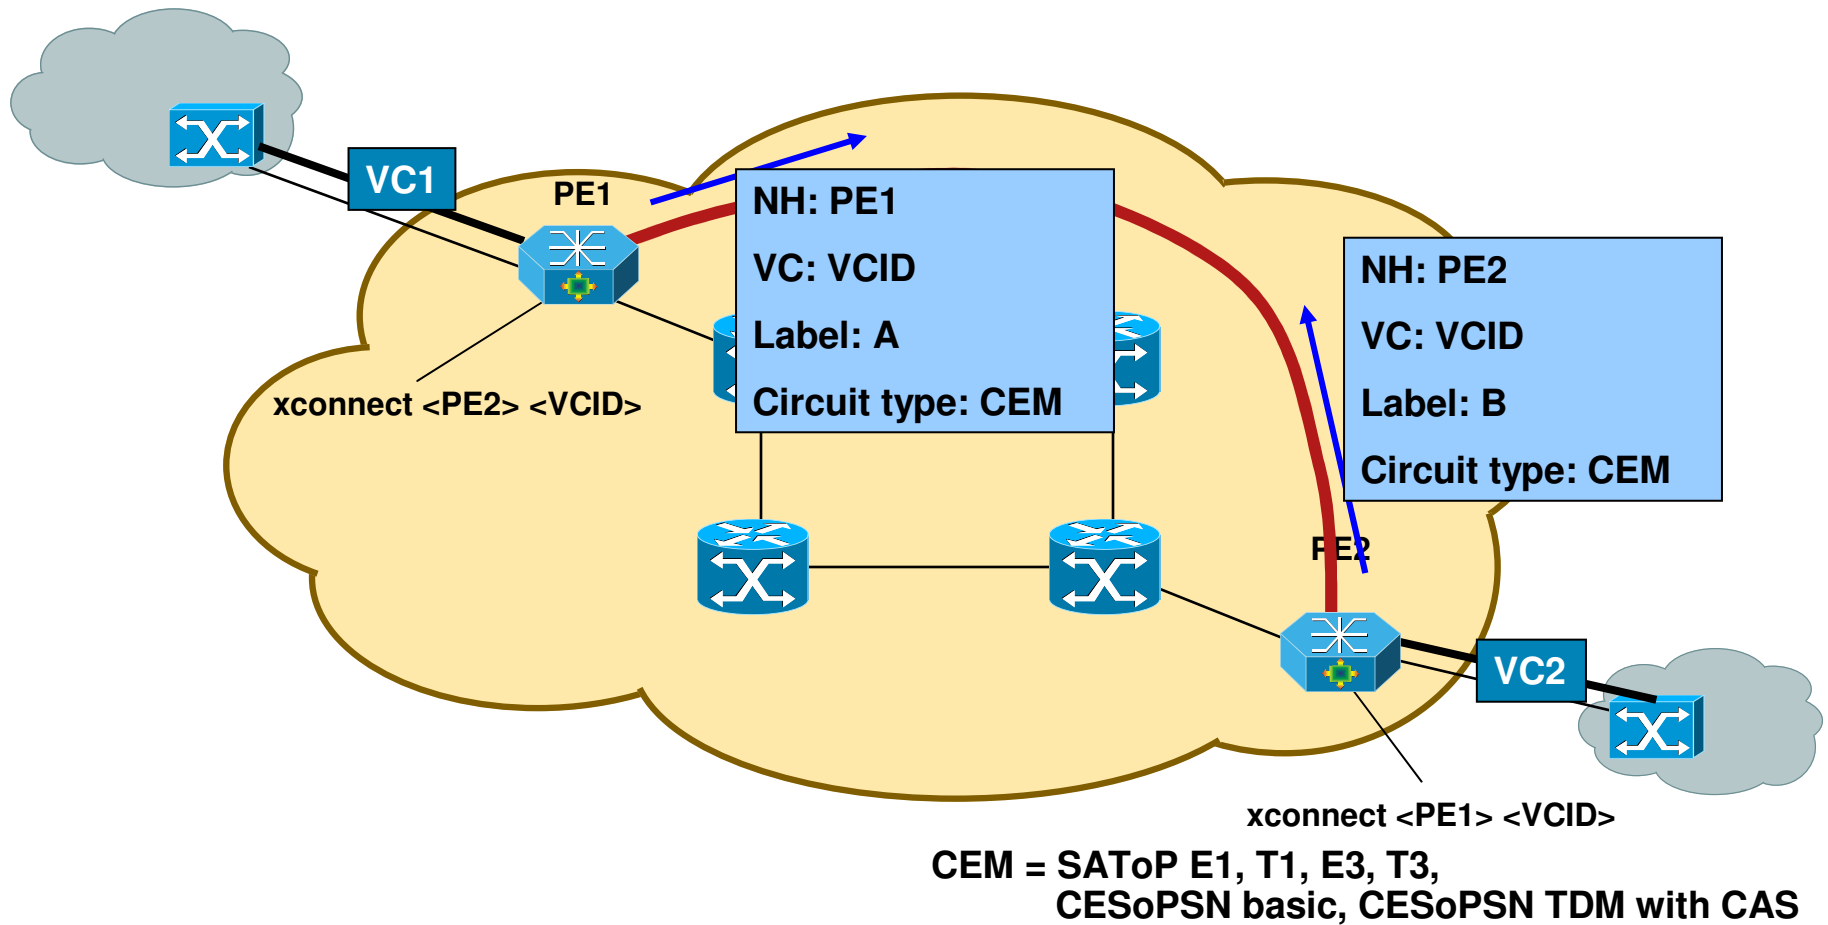 VC1
PE1
NH: PE1
VC: VCID
Label: A
Circuit type: CEM
NH: PE2
VC: VCID
Label: B
Circuit type: CEM
xconnect <PE2> <VCID>
PE2
VC2
xconnect <PE1> <VCID>
CEM = SAToP E1, T1, E3, T3,
CESoPSN basic, CESoPSN TDM with CAS